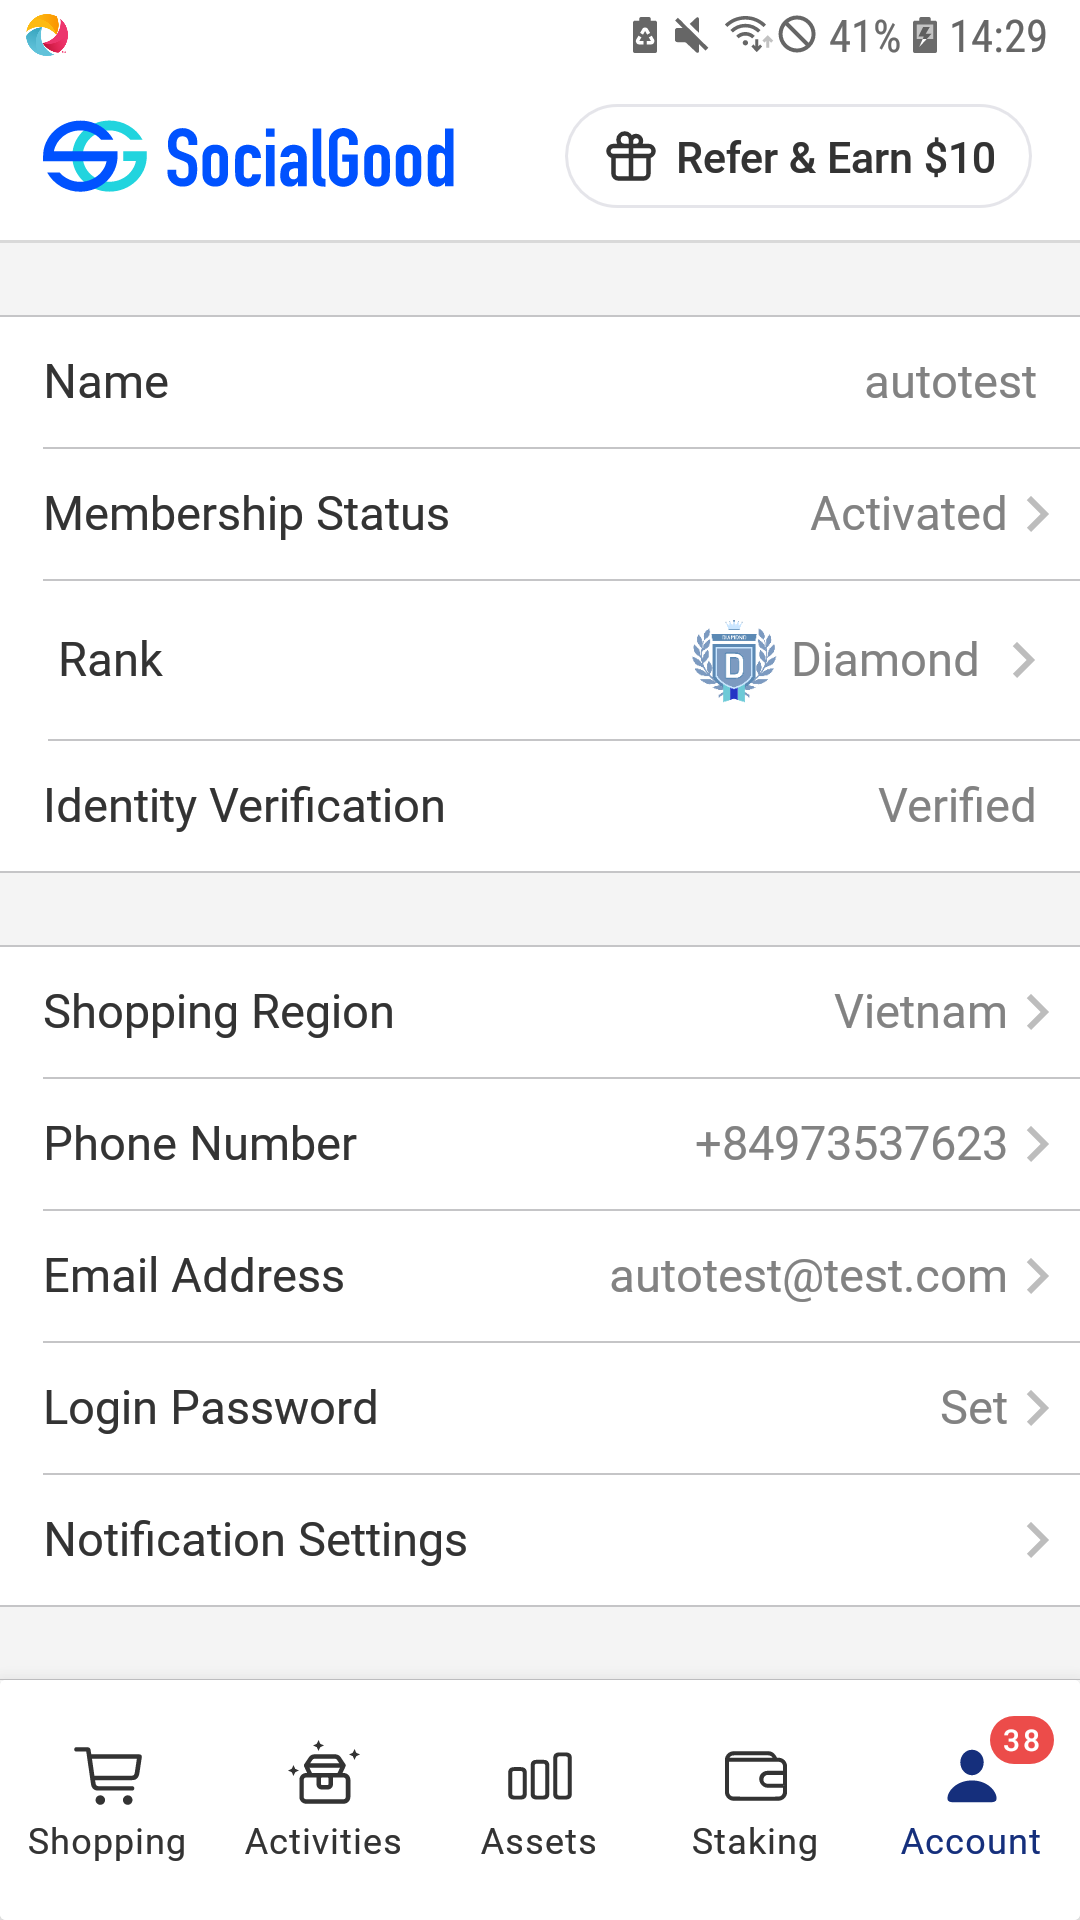 41% 14:29
SocialGood Refer & Earn $10
Name autotest
Membership Status Activated
Rank DIAMOND D Diamond
Identity Verification Verified
Shopping Region Vietnam
Phone Number +84973537623
Email Address autotest@test.com
Login Password Set
Notification Settings
38
Shopping Activities Assets Staking Account